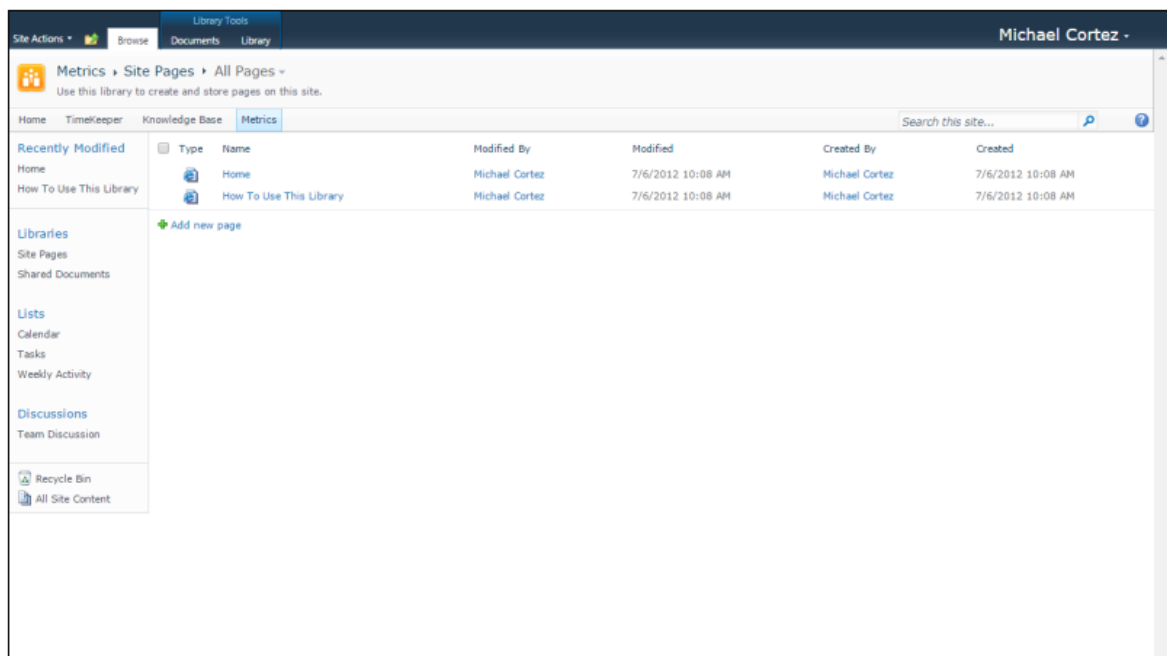 Library Tools
Site Actions Browse Documents Library Michael Cortez
Metrics Site Pages All Pages
Use this library to create and store pages on this site.
Home TimeKeeper Knowledge Base Metrics Search this site...
Recently Modified
Home
How To Use This Library
Type Name Modified By Modified Created By Created
Home Michael Cortez 7/6/2012 10:08 AM Michael Cortez 7/6/2012 10:08 AM
How To Use This Library Michael Cortez 7/6/2012 10:08 AM Michael Cortez 7/6/2012 10:08 AM
Add new page
Libraries
Site Pages
Shared Documents
Lists
Calendar
Tasks
Weekly Activity
Discussions
Team Discussion
Recycle Bin
All Site Content